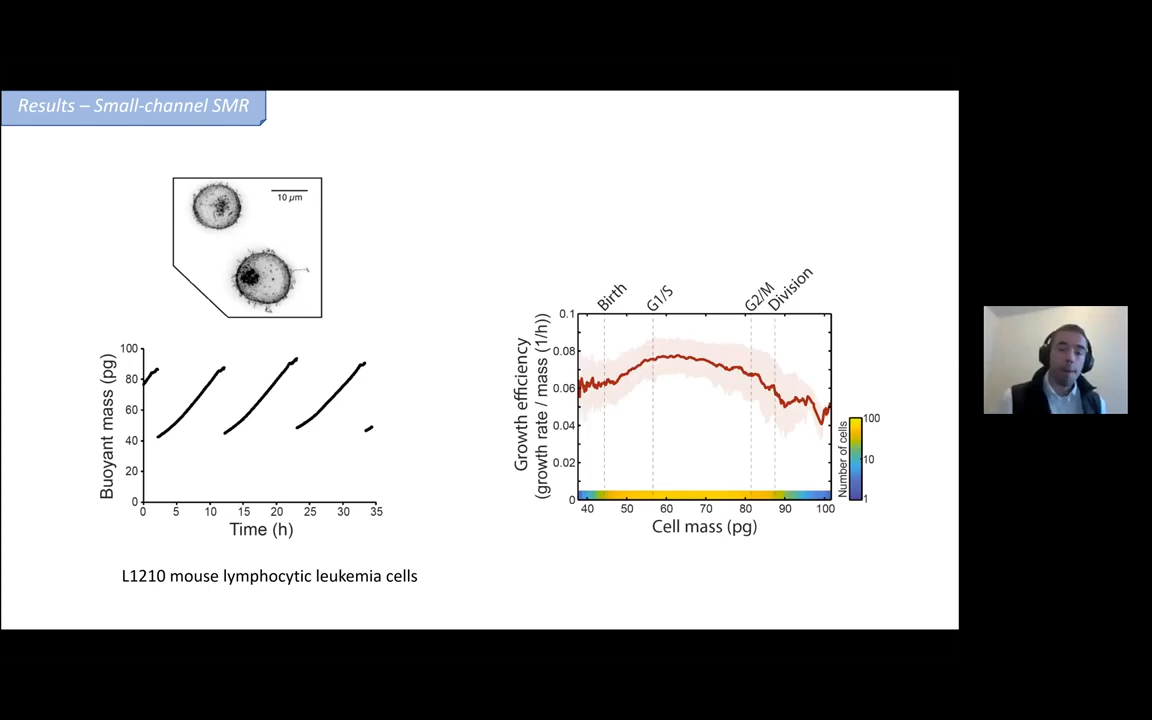 Results – Small-channel SMR
10 µm
Buoyant mass (pg)
100
80
60
40
20
0
0 5 10 15 20 25 30 35
Time (h)
L1210 mouse lymphocytic leukemia cells
Birth
G1/S
G2/M
Division
Growth efficiency
(growth rate / mass (1/h))
0.1
0.08
0.06
0.04
0.02
0
40 50 60 70 80 90 100
Cell mass (pg)
Number of cells
100
10
1